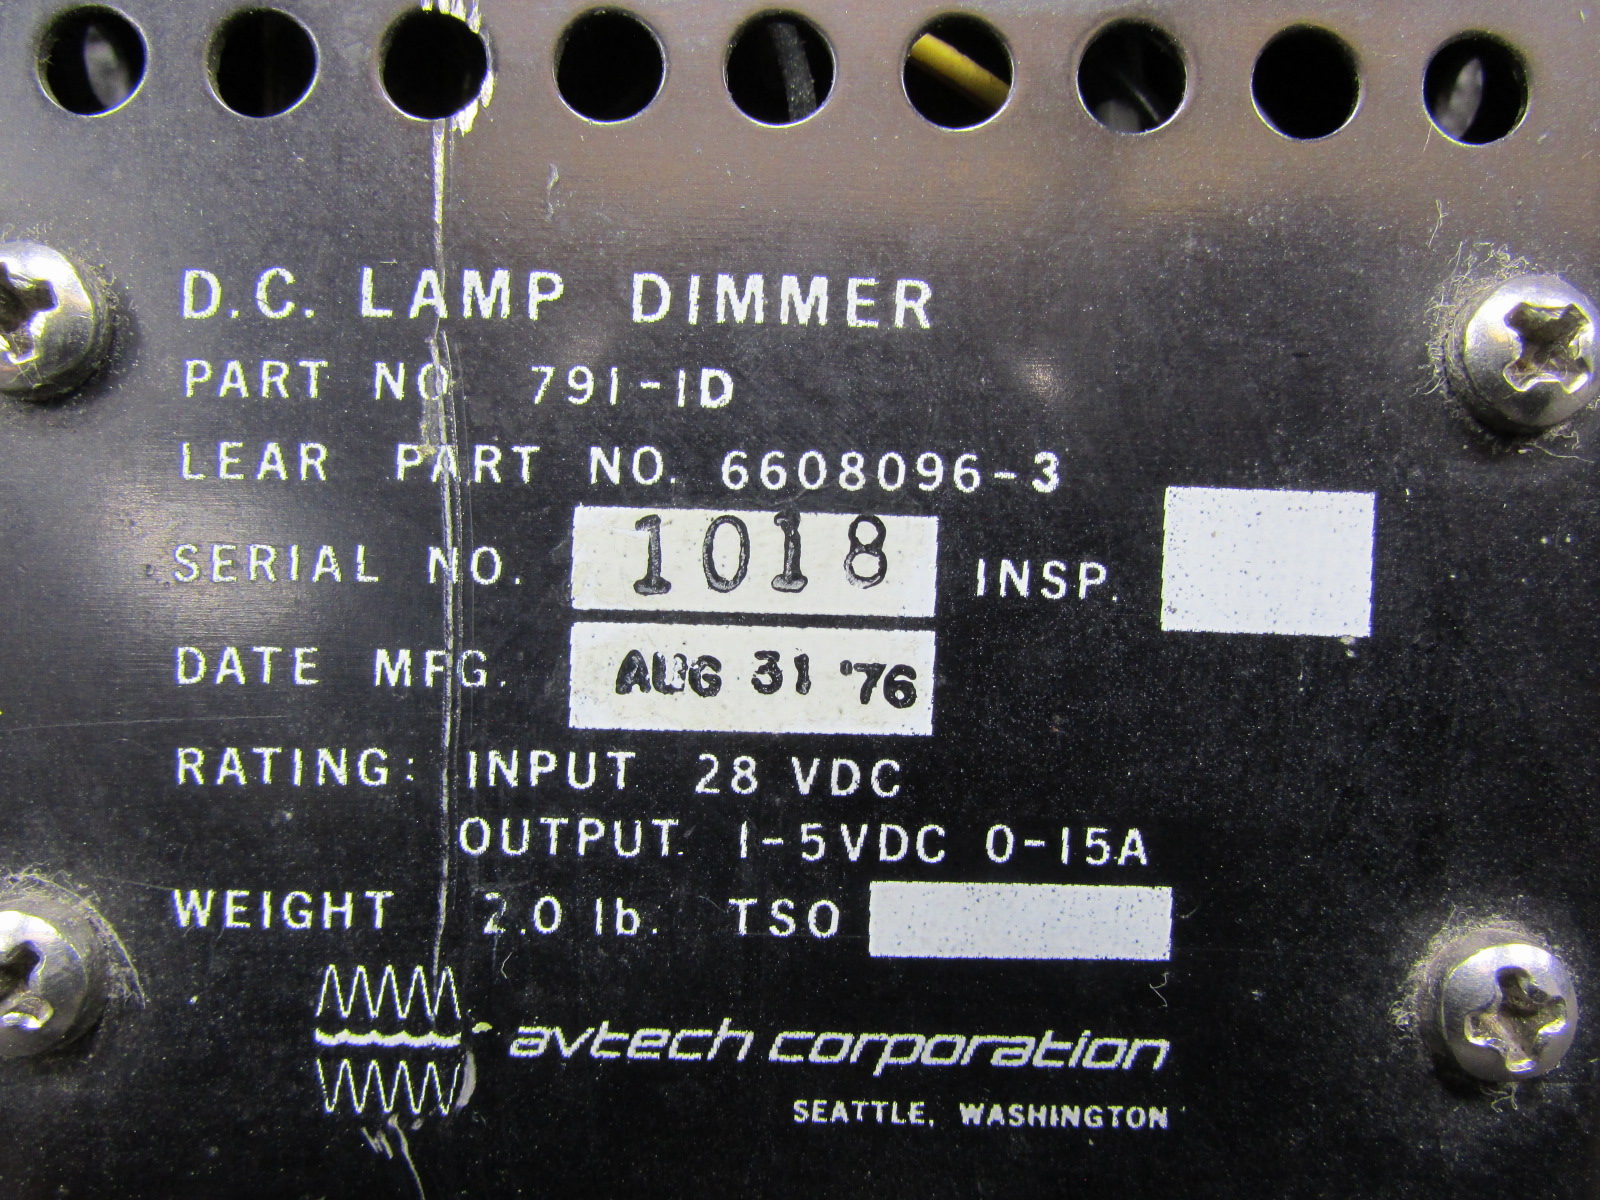 D.C. LAMP DIMMER
PART NO. 791-1D
LEAR PART NO. 6608096-3
SERIAL NO. 1018 INSP.
DATE MFG. AUG 31 '76
RATING: INPUT 28 VDC
OUTPUT. 1-5VDC 0-15A
WEIGHT 2.0 lb. TSO
avtech corporation
SEATTLE, WASHINGTON